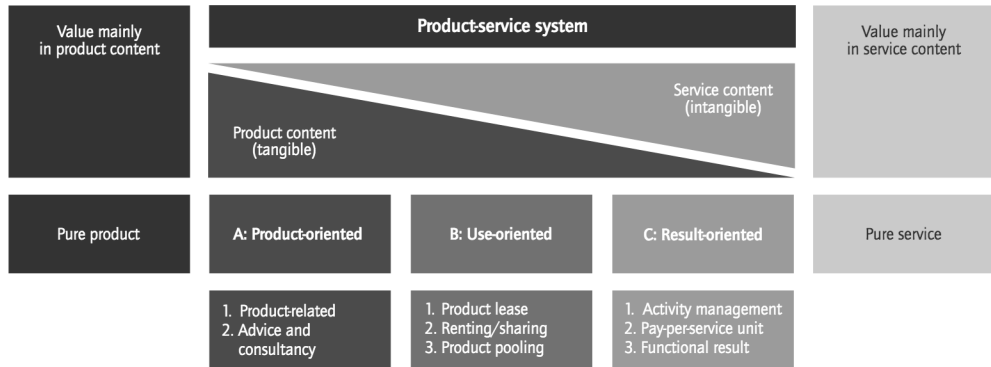 Value mainly
in product content
Product-service system
Value mainly
in service content
Service content
(intangible)
Product content
(tangible)
Pure product
A: Product-oriented
B: Use-oriented
C: Result-oriented
Pure service
1. Product-related
2. Advice and
consultancy
1. Product lease
2. Renting/sharing
3. Product pooling
1. Activity management
2. Pay-per-service unit
3. Functional result